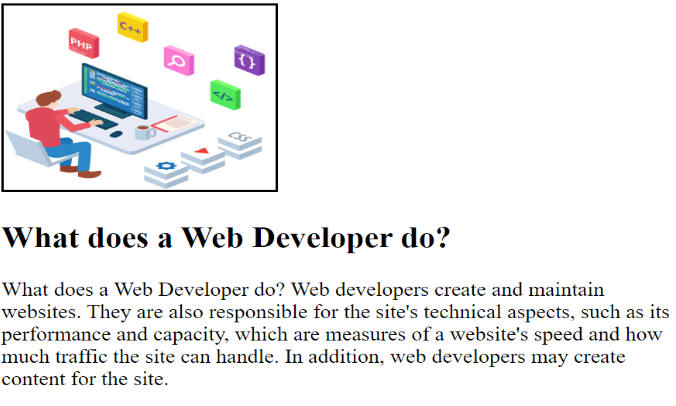 C++
PHP
{}
</>
CSS
What does a Web Developer do?
What does a Web Developer do? Web developers create and maintain
websites. They are also responsible for the site's technical aspects, such as its
performance and capacity, which are measures of a website's speed and how
much traffic the site can handle. In addition, web developers may create
content for the site.